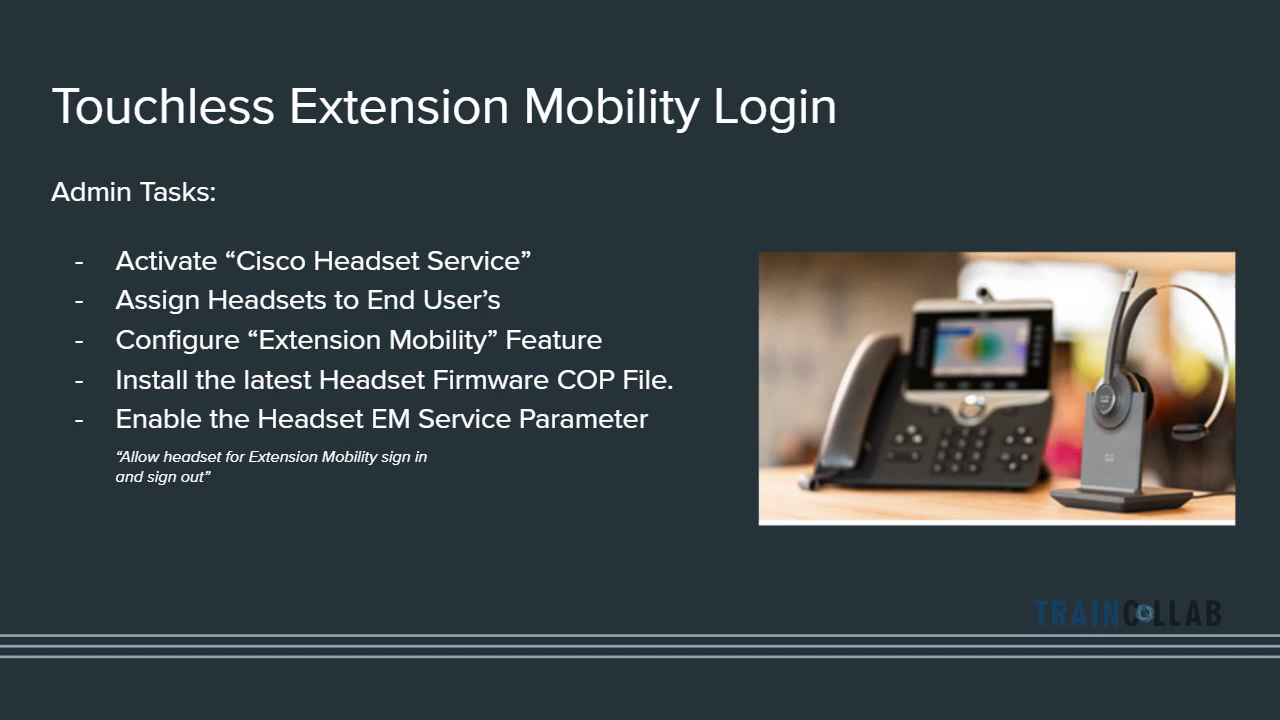 Touchless Extension Mobility Login
Admin Tasks:
- Activate “Cisco Headset Service”
- Assign Headsets to End User’s
- Configure “Extension Mobility” Feature
- Install the latest Headset Firmware COP File.
- Enable the Headset EM Service Parameter
“Allow headset for Extension Mobility sign in
and sign out”
TRAINCOLLAB